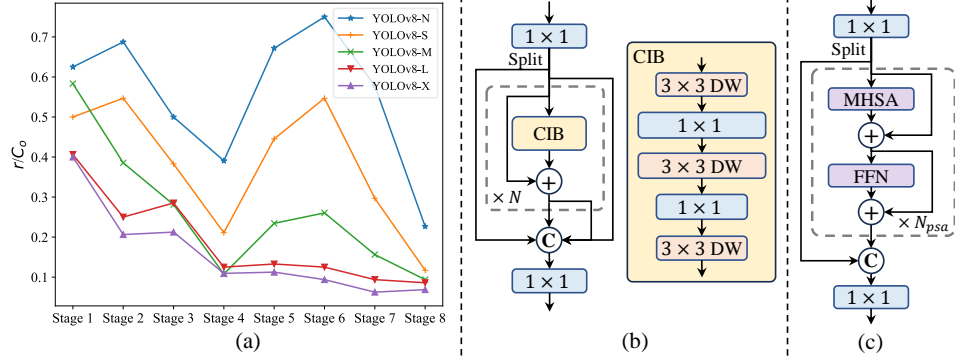 r/C_o
0.7
0.6
0.5
0.4
0.3
0.2
0.1
YOLOv8-N
YOLOv8-S
YOLOv8-M
YOLOv8-L
YOLOv8-X
Stage 1 Stage 2 Stage 3 Stage 4 Stage 5 Stage 6 Stage 7 Stage 8
(a)
1 × 1
Split
CIB
+
× N
C
1 × 1
CIB
3 × 3 DW
1 × 1
3 × 3 DW
1 × 1
3 × 3 DW
(b)
1 × 1
Split
MHSA
+
FFN
+
× N_psa
C
1 × 1
(c)